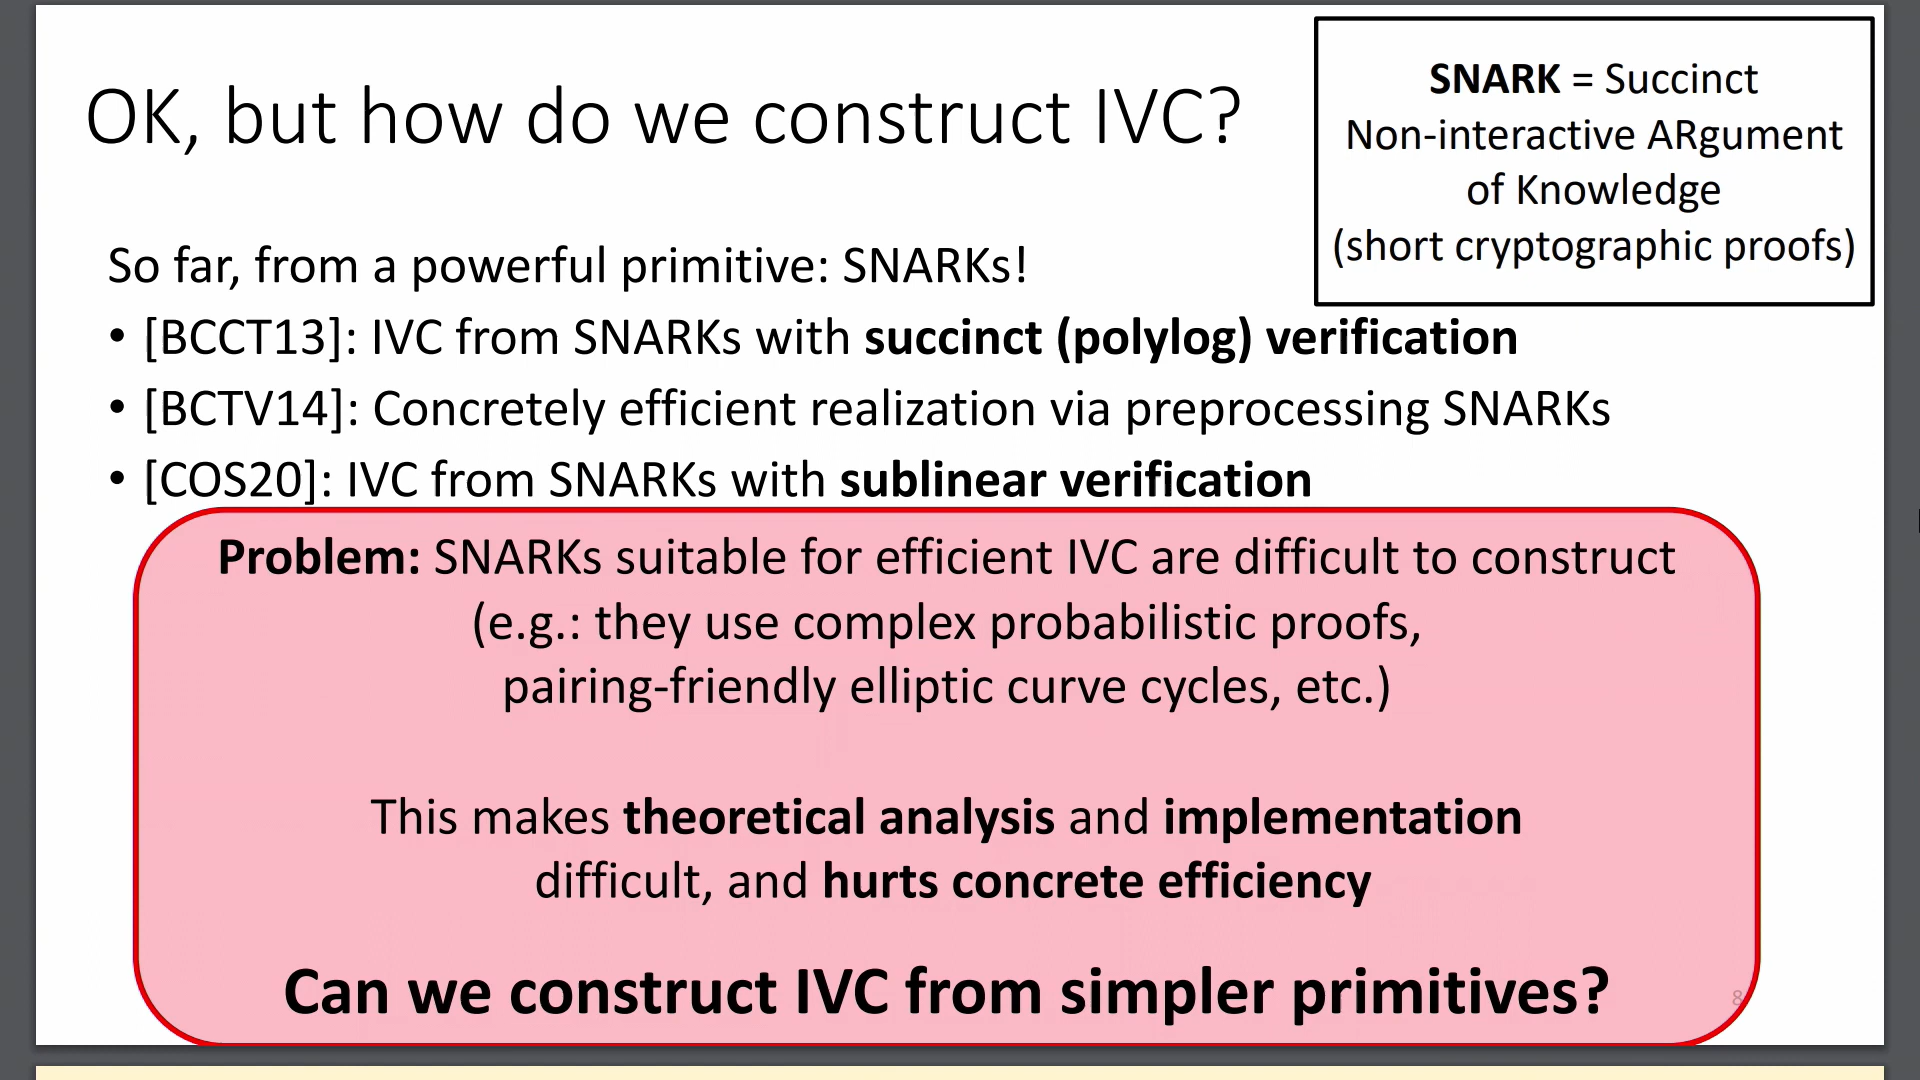 OK, but how do we construct IVC?
SNARK = Succinct
Non-interactive ARgument
of Knowledge
(short cryptographic proofs)
So far, from a powerful primitive: SNARKs!
• [BCCT13]: IVC from SNARKs with succinct (polylog) verification
• [BCTV14]: Concretely efficient realization via preprocessing SNARKs
• [COS20]: IVC from SNARKs with sublinear verification
Problem: SNARKs suitable for efficient IVC are difficult to construct
(e.g.: they use complex probabilistic proofs,
pairing-friendly elliptic curve cycles, etc.)
This makes theoretical analysis and implementation
difficult, and hurts concrete efficiency
Can we construct IVC from simpler primitives?
8